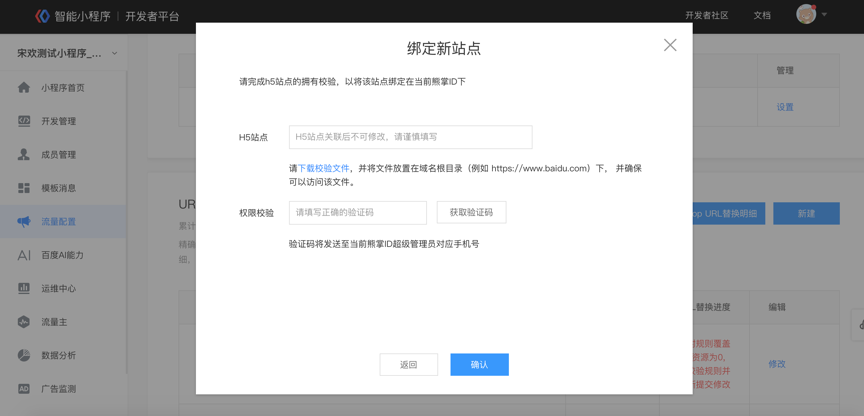 智能小程序 | 开发者平台
开发者社区
文档
宋欢测试小程序_...
小程序首页
开发管理
成员管理
模板消息
流量配置
百度AI能力
运维中心
流量主
数据分析
广告监测
绑定新站点
请完成h5站点的拥有校验，以将该站点绑定在当前熊掌ID下
H5站点
H5站点关联后不可修改，请谨慎填写
请下载校验文件，并将文件放置在域名根目录（例如 https://www.baidu.com）下， 并确保
可以访问该文件。
权限校验
请填写正确的验证码
获取验证码
验证码将发送至当前熊掌ID超级管理员对应手机号
返回
确认
管理
设置
UR
累计
精确
细。
op URL替换明细
新建
L替换进度
编辑
规则覆盖
资源为0,
验规则并
提交修改
修改